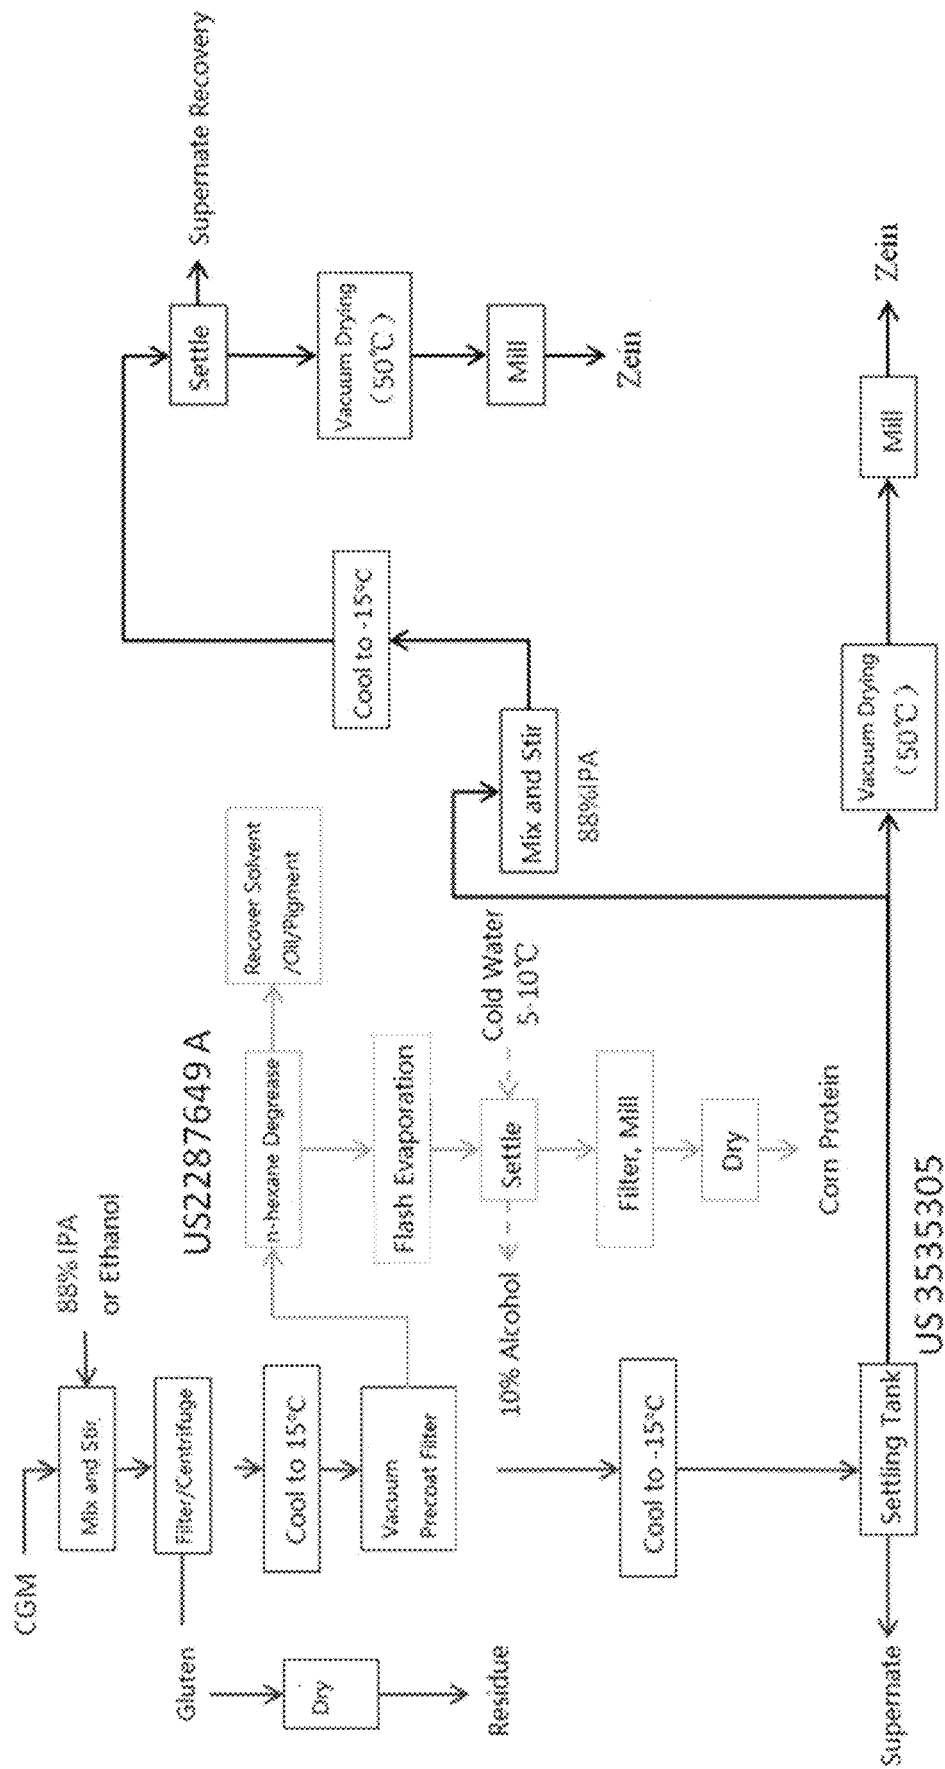 CGM
88% IPA
or Ethanol
Mix and Stir
Filter/Centrifuge
Gluten
Dry
Residue
Cool to 15°C
Vacuum
Precoat Filter
US2287649 A
n-hexane Degrease
Recover Solvent
/Oil/Pigment
Flash Evaporation
Cold Water
5-10℃
Settle
10% Alcohol
Filter, Mill
Dry
Corn Protein
Cool to -15°C
Settling Tank
Supernate
US 3535305
Mix and Stir
88%IPA
Cool to -15°C
Settle
Supernate Recovery
Vacuum Drying
(50℃)
Mill
Zein
Vacuum Drying
(50℃)
Mill
Zein